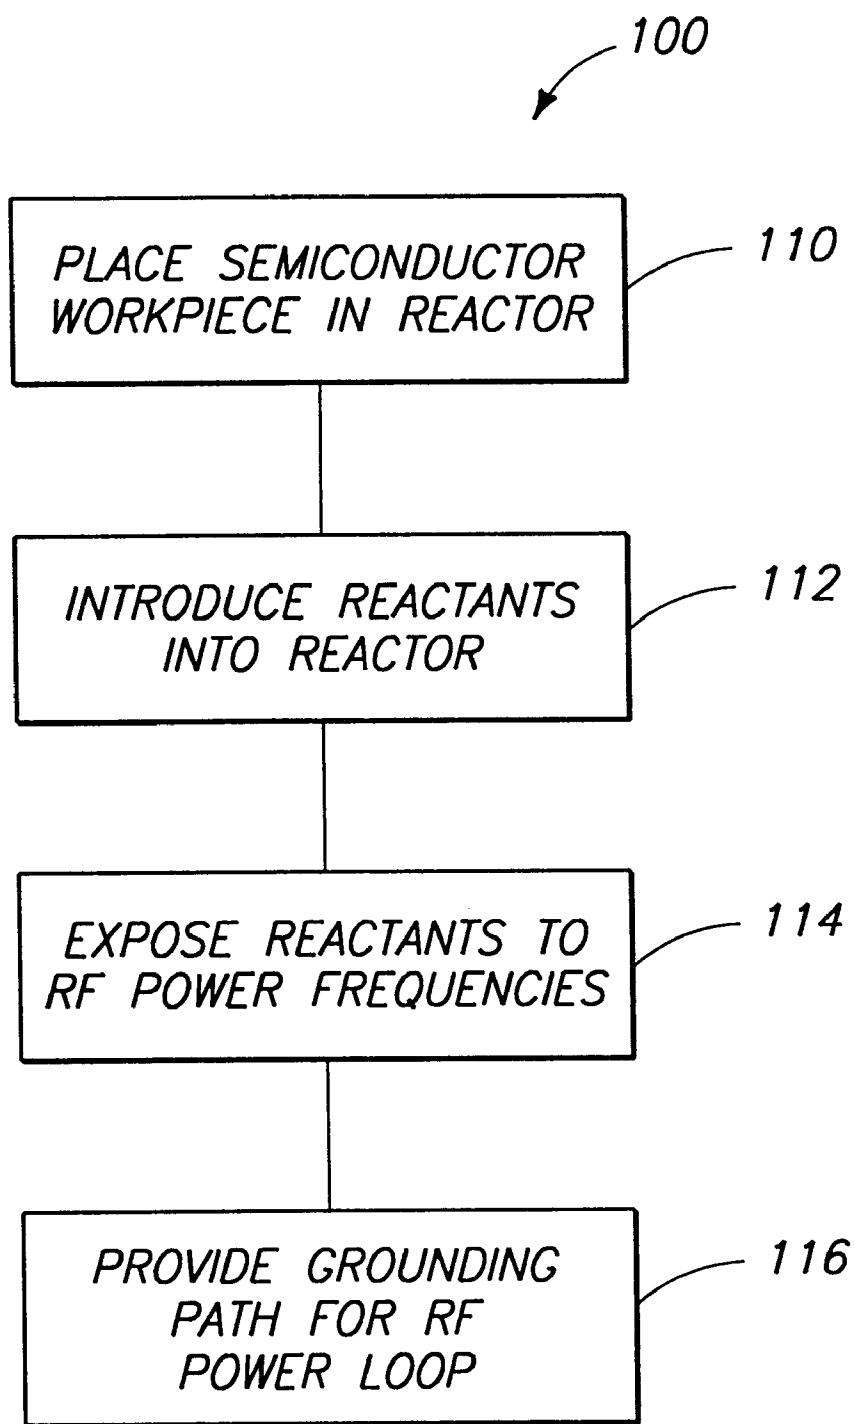 100
PLACE SEMICONDUCTOR
WORKPIECE IN REACTOR
110
INTRODUCE REACTANTS
INTO REACTOR
112
EXPOSE REACTANTS TO
RF POWER FREQUENCIES
114
PROVIDE GROUNDING
PATH FOR RF
POWER LOOP
116